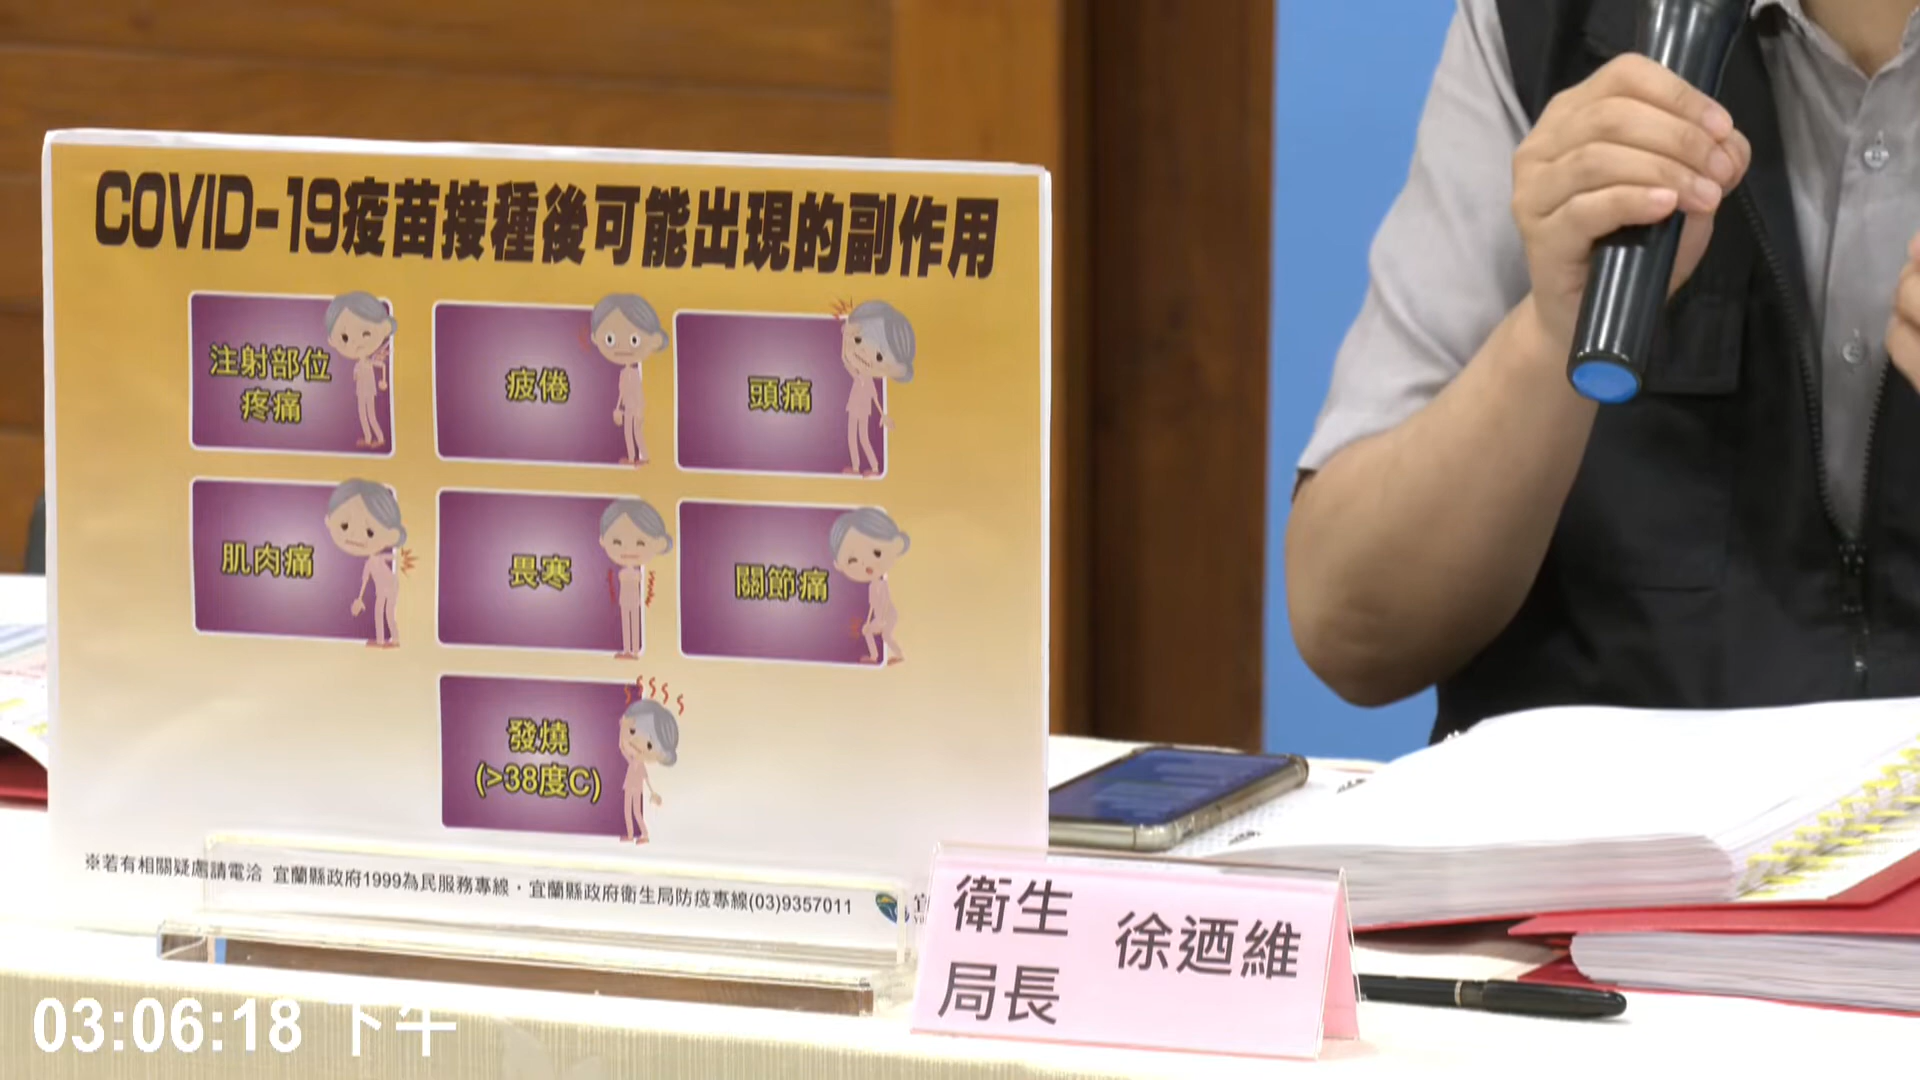 COVID-19疫苗接種後可能出現的副作用
注射部位
疼痛
疲倦
頭痛
肌肉痛
畏寒
關節痛
發燒
(>38度C)
※若有相關疑慮請電洽 宜蘭縣政府1999為民服務專線，宜蘭縣政府衛生局防疫專線(03)9357011
衛生
局長
徐迺維
03:06:18 下午